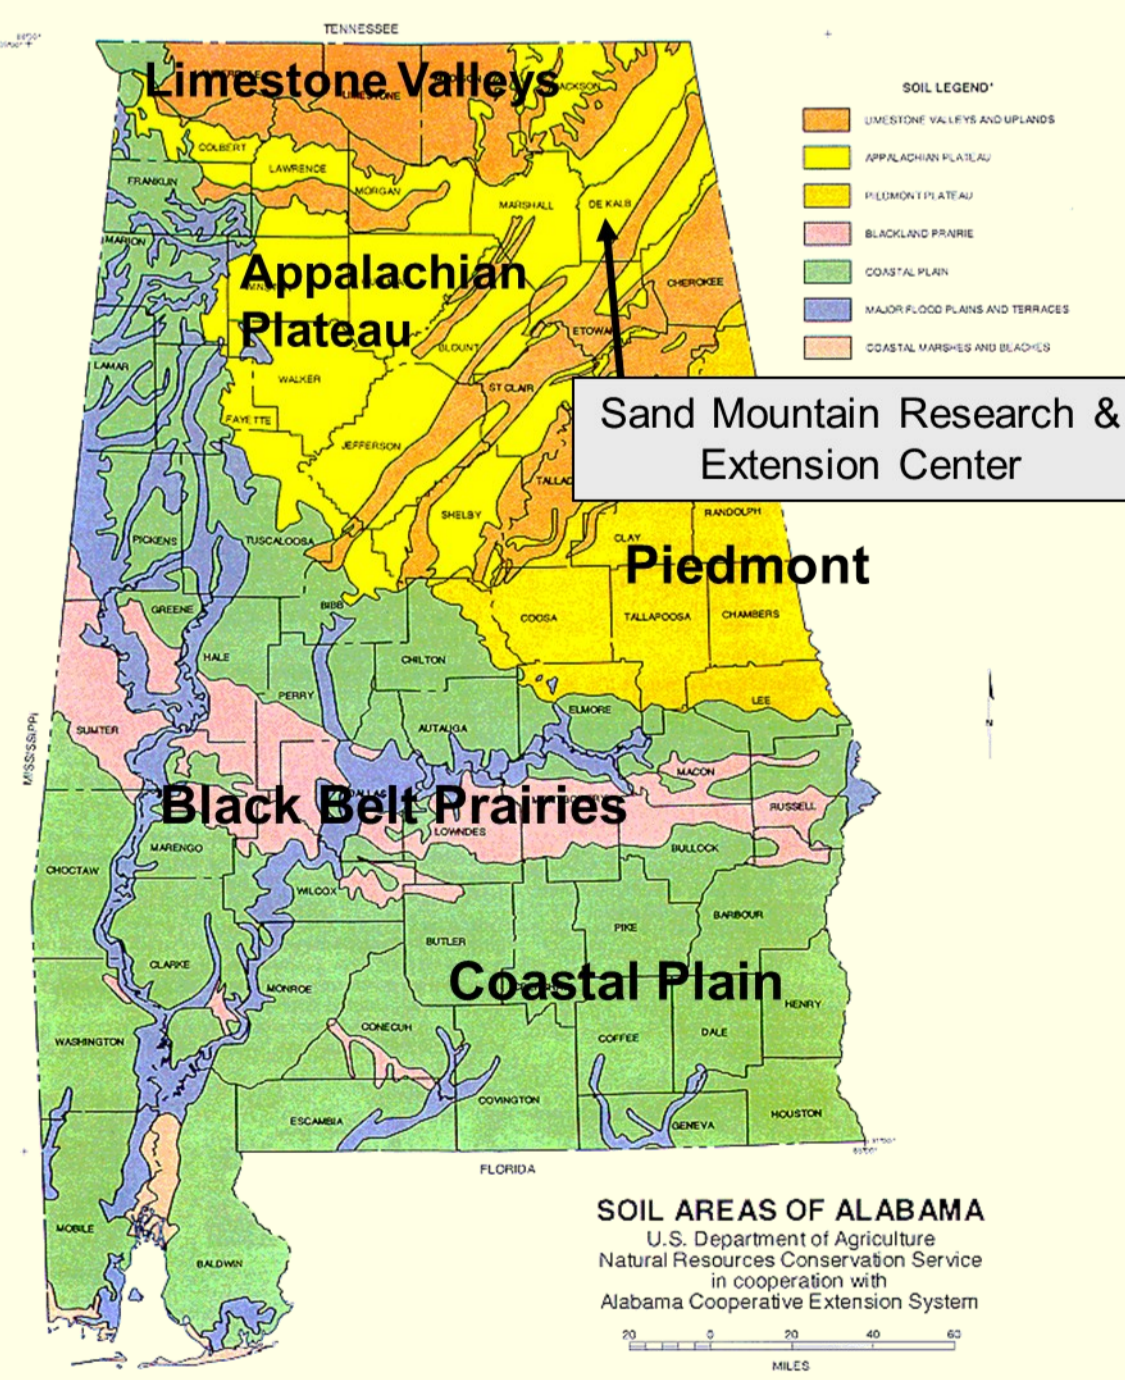 TENNESSEE
Limestone Valleys
SOIL LEGEND*
LIMESTONE VALLEYS AND UPLANDS
APPALACHIAN PLATEAU
PIEDMONT PLATEAU
BLACKLAND PRAIRIE
COASTAL PLAIN
MAJOR FLOOD PLAINS AND TERRACES
COASTAL MARSHES AND BEACHES
LIMESTONE
JACKSON
COLBERT
LAWRENCE
FRANKLIN
MORGAN
MARSHALL
DE KALB
MARION
Appalachian
Plateau
CHEROKEE
ETOWAH
BLOUNT
LAMAR
WALKER
ST CLAIR
FAYETTE
Sand Mountain Research &
Extension Center
JEFFERSON
SHELBY
RANDOLPH
PICKENS
TUSCALOOSA
CLAY
Piedmont
GREENE
BIBB
COOSA
TALLAPOOSA
CHAMBERS
HALE
CHILTON
PERRY
LEE
ELMORE
SUMTER
AUTAUGA
MISSISSIPPI
N
MACON
Black Belt Prairies
RUSSELL
LOWNDES
MARENGO
BULLOCK
CHOCTAW
WILCOX
BARBOUR
PIKE
BUTLER
CLARKE
Coastal Plain
MONROE
HENRY
CONECUH
WASHINGTON
COFFEE
DALE
COVINGTON
ESCAMBIA
HOUSTON
GENEVA
FLORIDA
MOBILE
BALDWIN
SOIL AREAS OF ALABAMA
U.S. Department of Agriculture
Natural Resources Conservation Service
in cooperation with
Alabama Cooperative Extension System
20 0 20 40 60
MILES